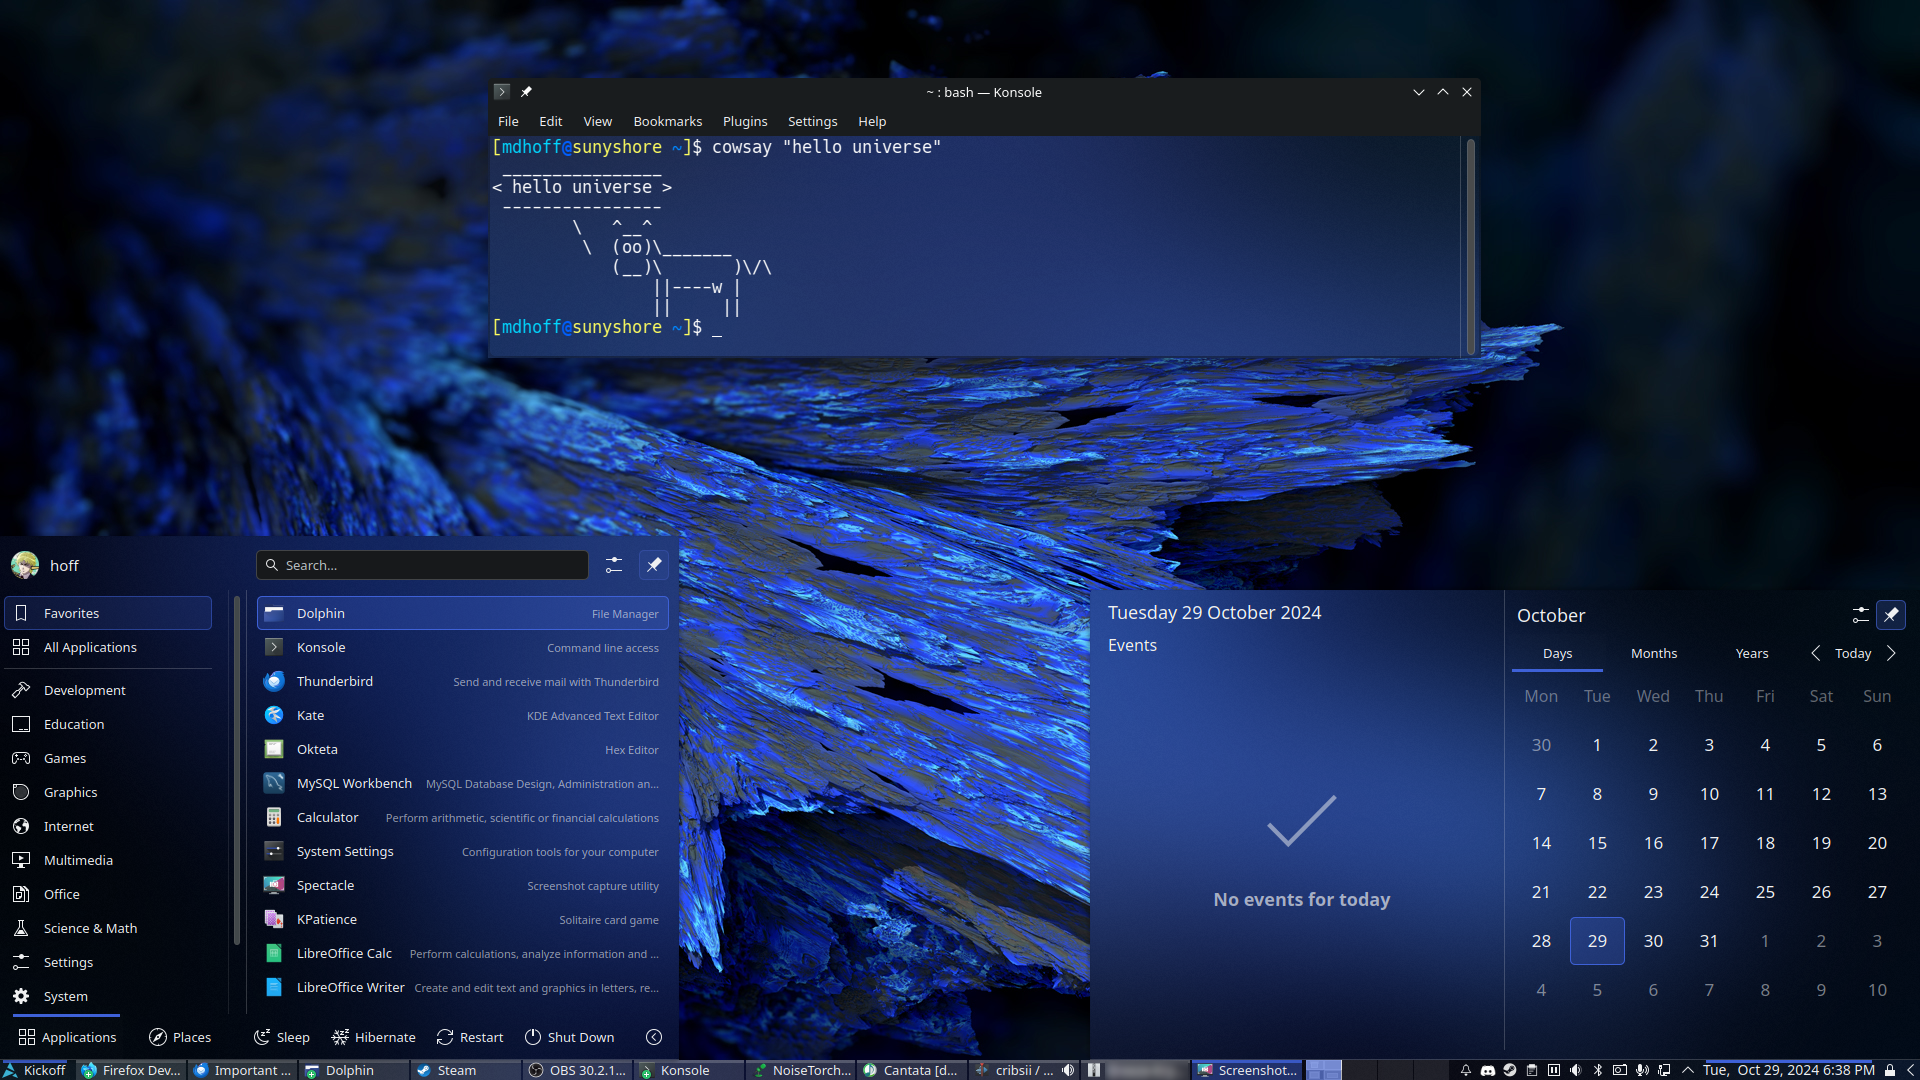 ~ : bash — Konsole
File Edit View Bookmarks Plugins Settings Help
[mdhoff@sunyshore ~]$ cowsay "hello universe"
 ________________
< hello universe >
 ----------------
        \   ^__^
         \  (oo)\_______
            (__)\       )\/\
                ||----w |
                ||     ||
[mdhoff@sunyshore ~]$ _
hoff
Search...
Favorites
All Applications
Development
Education
Games
Graphics
Internet
Multimedia
Office
Science & Math
Settings
System
Dolphin File Manager
Konsole Command line access
Thunderbird Send and receive mail with Thunderbird
Kate KDE Advanced Text Editor
Okteta Hex Editor
MySQL Workbench MySQL Database Design, Administration an...
Calculator Perform arithmetic, scientific or financial calculations
System Settings Configuration tools for your computer
Spectacle Screenshot capture utility
KPatience Solitaire card game
LibreOffice Calc Perform calculations, analyze information and ...
LibreOffice Writer Create and edit text and graphics in letters, re...
Applications Places Sleep Hibernate Restart Shut Down
Tuesday 29 October 2024
Events
No events for today
October
Days Months Years Today
Mon Tue Wed Thu Fri Sat Sun
30 1 2 3 4 5 6
7 8 9 10 11 12 13
14 15 16 17 18 19 20
21 22 23 24 25 26 27
28 29 30 31 1 2 3
4 5 6 7 8 9 10
Kickoff Firefox Dev... Important ... Dolphin Steam OBS 30.2.1... Konsole NoiseTorch... Cantata [d... cribsii / ... Screenshot... Tue, Oct 29, 2024 6:38 PM